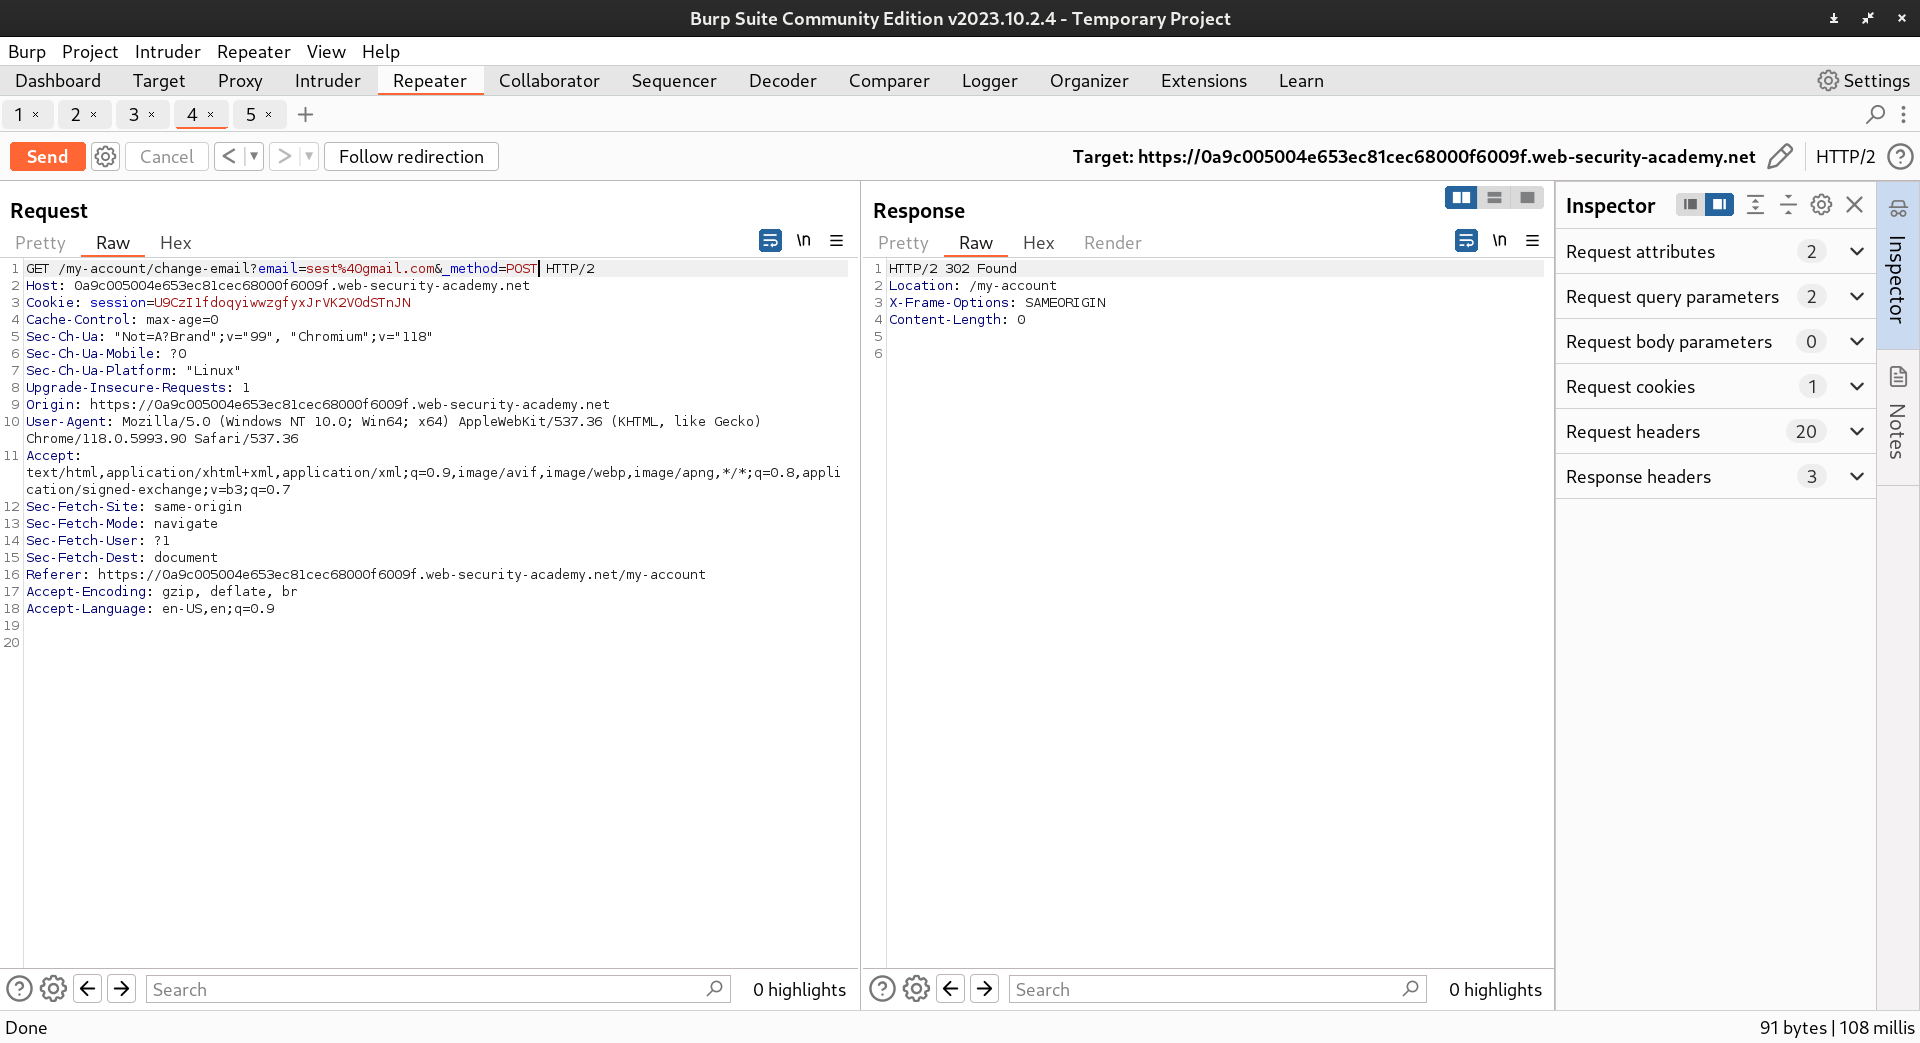 Burp Suite Community Edition v2023.10.2.4 - Temporary Project
Burp Project Intruder Repeater View Help
Dashboard Target Proxy Intruder Repeater Collaborator Sequencer Decoder Comparer Logger Organizer Extensions Learn Settings
1 × 2 × 3 × 4 × 5 × +
Send Cancel < > Follow redirection Target: https://0a9c005004e653ec81cec68000f6009f.web-security-academy.net HTTP/2 ?
Request
Pretty Raw Hex \n
1 GET /my-account/change-email?email=sest%40gmail.com&_method=POST HTTP/2
2 Host: 0a9c005004e653ec81cec68000f6009f.web-security-academy.net
3 Cookie: session=U9CzI1fdoqyiwwzgfyxJrVK2V0dSTnJN
4 Cache-Control: max-age=0
5 Sec-Ch-Ua: "Not=A?Brand";v="99", "Chromium";v="118"
6 Sec-Ch-Ua-Mobile: ?0
7 Sec-Ch-Ua-Platform: "Linux"
8 Upgrade-Insecure-Requests: 1
9 Origin: https://0a9c005004e653ec81cec68000f6009f.web-security-academy.net
10 User-Agent: Mozilla/5.0 (Windows NT 10.0; Win64; x64) AppleWebKit/537.36 (KHTML, like Gecko)
Chrome/118.0.5993.90 Safari/537.36
11 Accept:
text/html,application/xhtml+xml,application/xml;q=0.9,image/avif,image/webp,image/apng,*/*;q=0.8,appli
cation/signed-exchange;v=b3;q=0.7
12 Sec-Fetch-Site: same-origin
13 Sec-Fetch-Mode: navigate
14 Sec-Fetch-User: ?1
15 Sec-Fetch-Dest: document
16 Referer: https://0a9c005004e653ec81cec68000f6009f.web-security-academy.net/my-account
17 Accept-Encoding: gzip, deflate, br
18 Accept-Language: en-US,en;q=0.9
19
20
? Search 0 highlights
Response
Pretty Raw Hex Render \n
1 HTTP/2 302 Found
2 Location: /my-account
3 X-Frame-Options: SAMEORIGIN
4 Content-Length: 0
5
6
? Search 0 highlights
Inspector
Request attributes 2
Request query parameters 2
Request body parameters 0
Request cookies 1
Request headers 20
Response headers 3
Inspector
Notes
Done 91 bytes | 108 millis